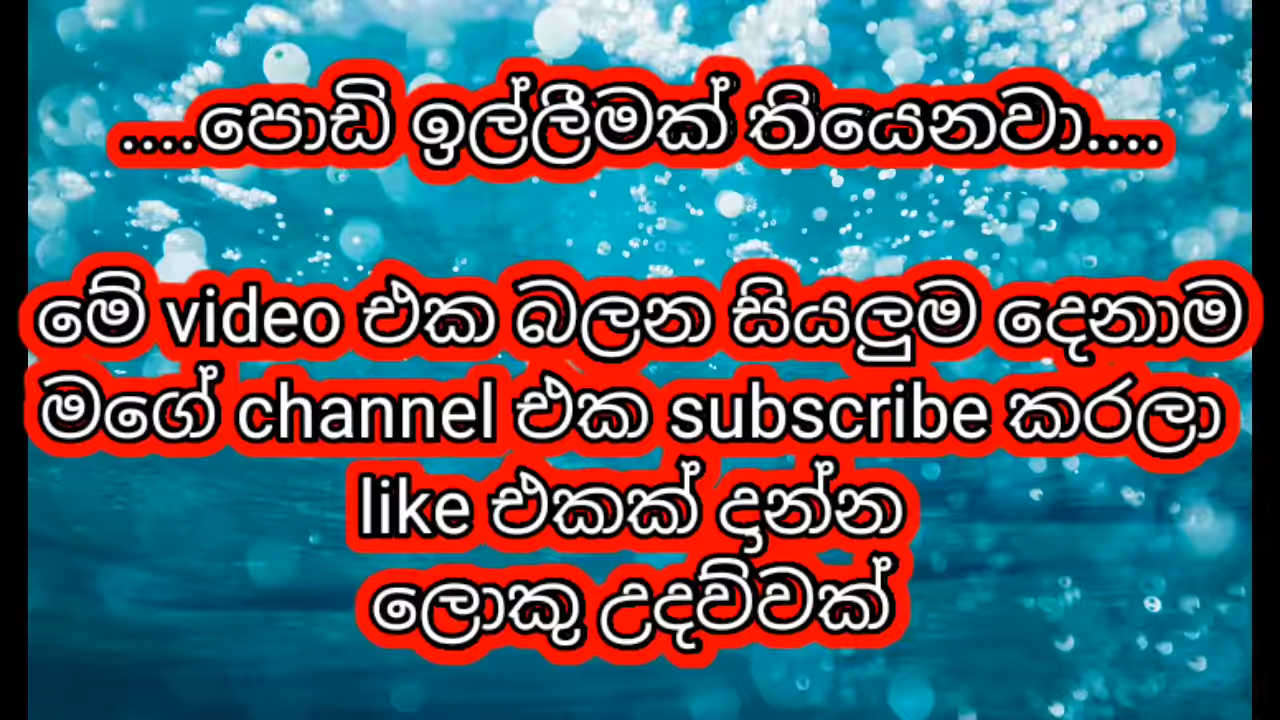 ....පොඩි ඉල්ලීමක් තියෙනවා....
මේ video එක බලන සියලුම දෙනාම
මගේ channel එක subscribe කරලා
like එකක් දාන්න
ලොකු උදව්වක්